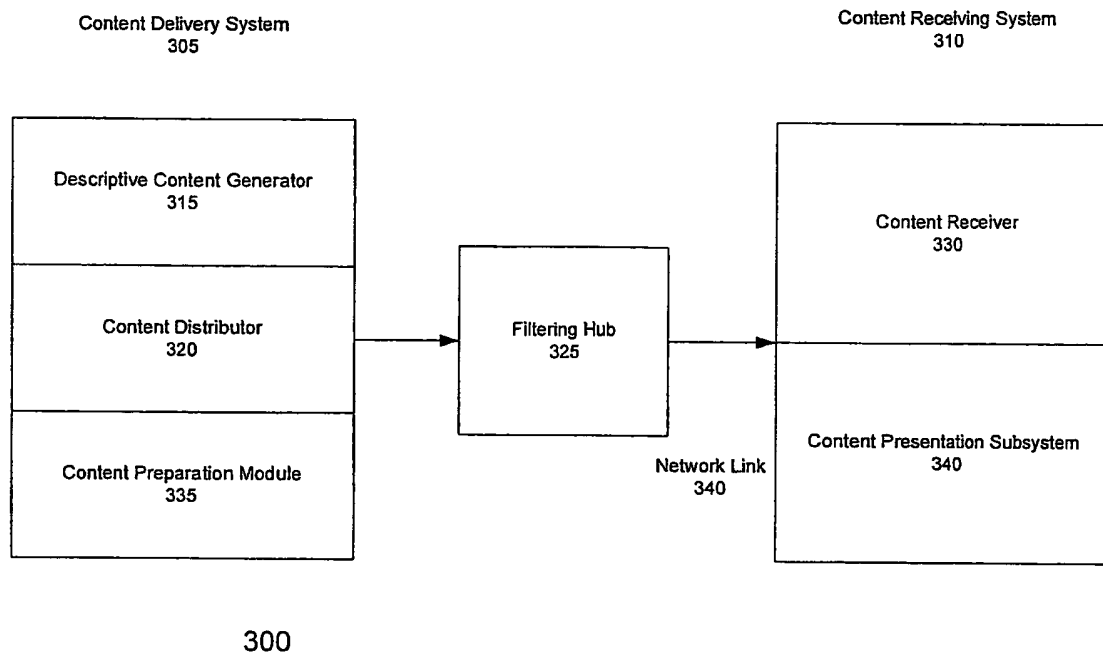 Content Delivery System
305
Content Receiving System
310
Descriptive Content Generator
315
Content Distributor
320
Content Preparation Module
335
Filtering Hub
325
Network Link
340
Content Receiver
330
Content Presentation Subsystem
340
300